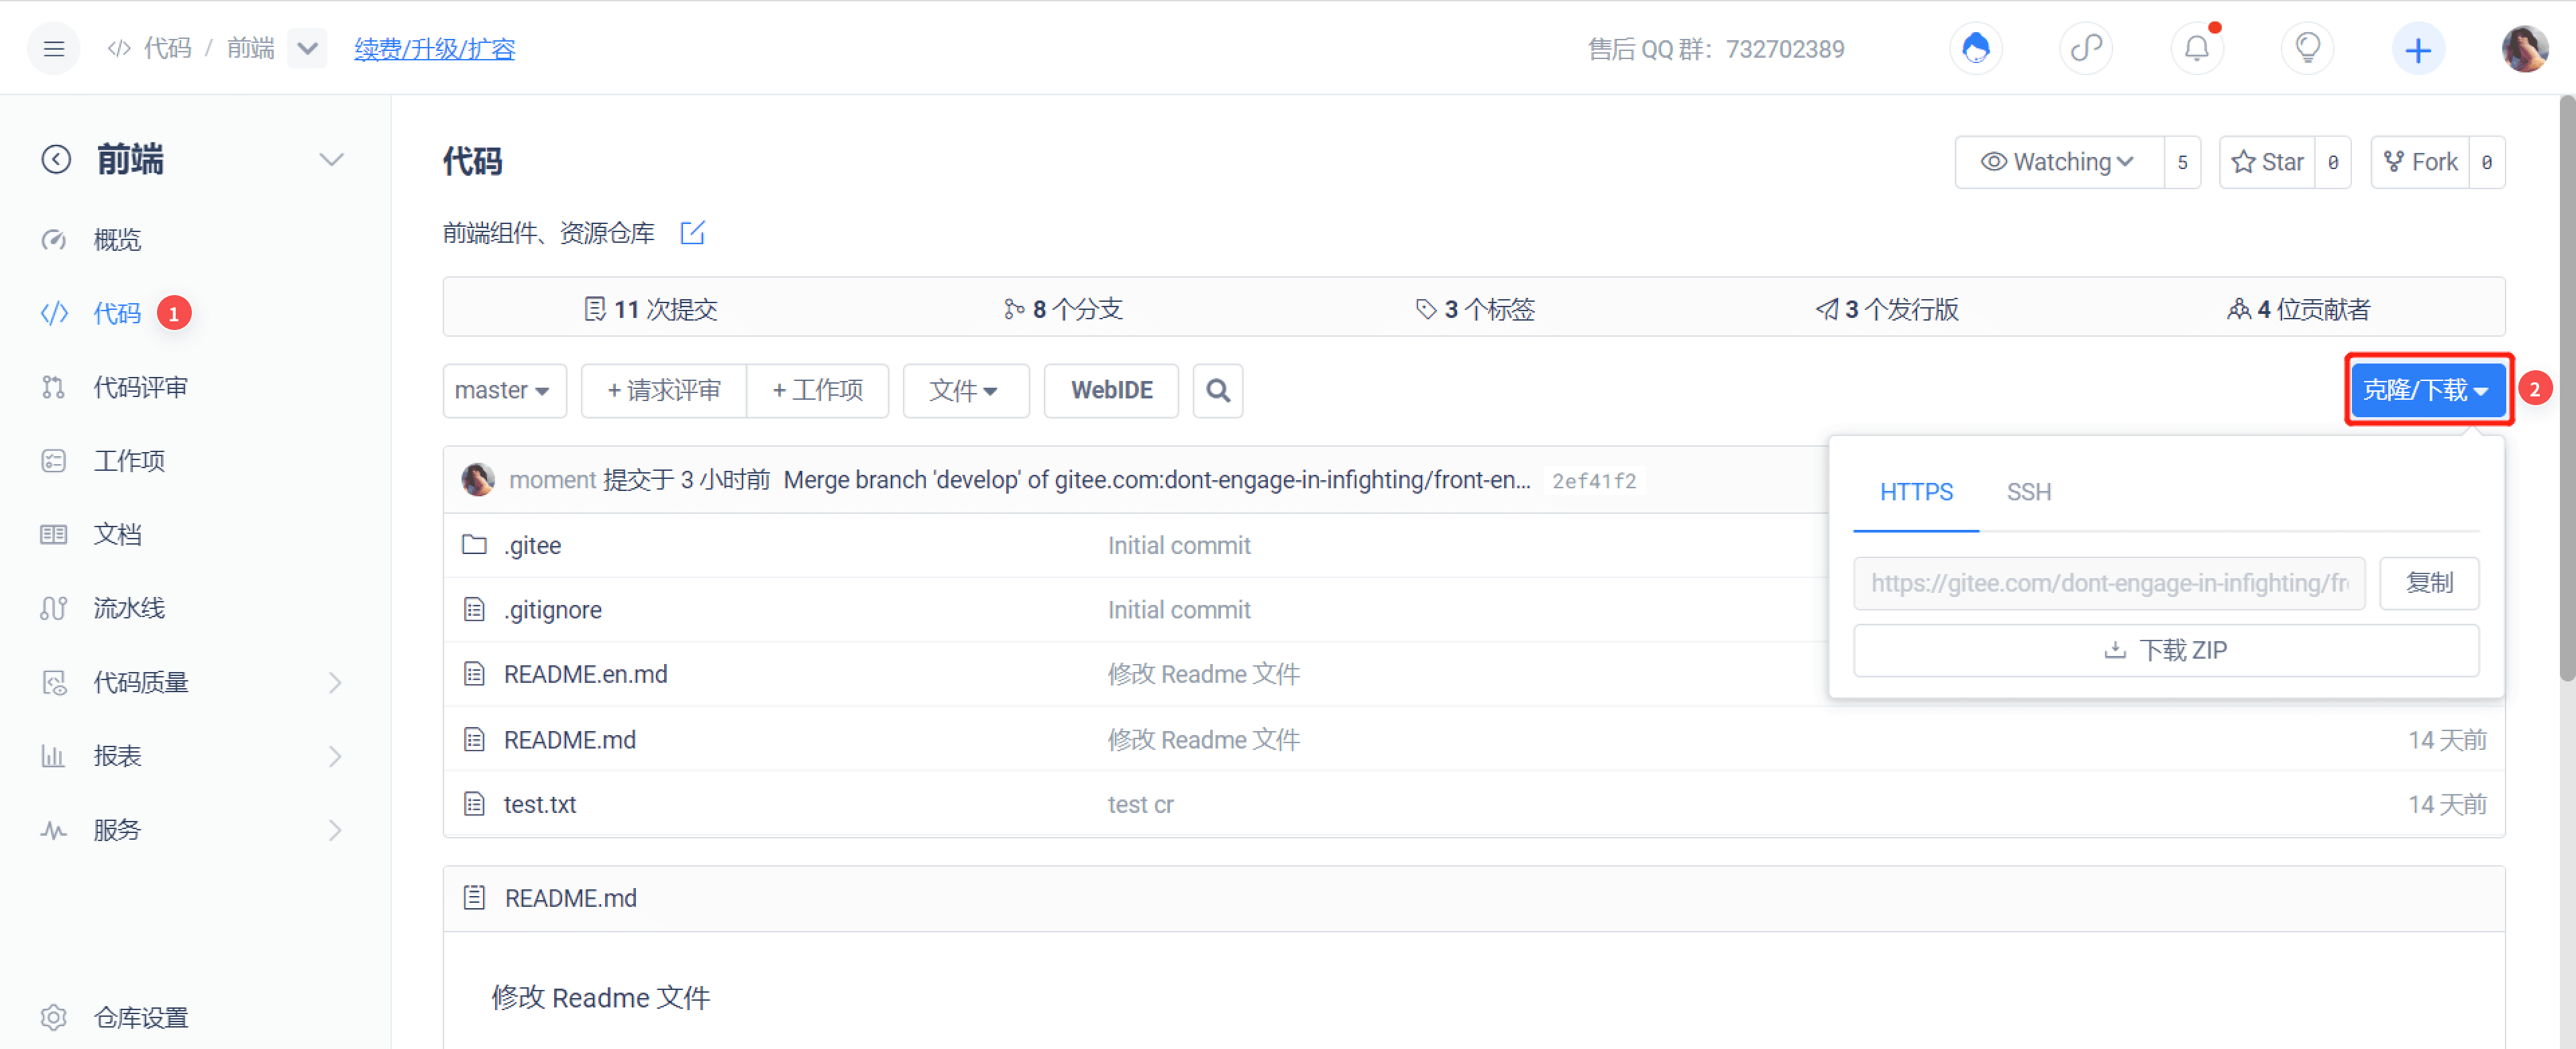 代码 / 前端 续费/升级/扩容 售后 QQ 群：732702389
前端
概览
代码 1
代码评审
工作项
文档
流水线
代码质量
报表
服务
仓库设置
代码 Watching 5 Star 0 Fork 0
前端组件、资源仓库
11 次提交 8 个分支 3 个标签 3 个发行版 4 位贡献者
master + 请求评审 + 工作项 文件 WebIDE 克隆/下载 2
moment 提交于 3 小时前 Merge branch 'develop' of gitee.com:dont-engage-in-infighting/front-en... 2ef41f2
HTTPS SSH
https://gitee.com/dont-engage-in-infighting/fr 复制
下载 ZIP
.gitee Initial commit
.gitignore Initial commit
README.en.md 修改 Readme 文件
README.md 修改 Readme 文件 14 天前
test.txt test cr 14 天前
README.md
修改 Readme 文件